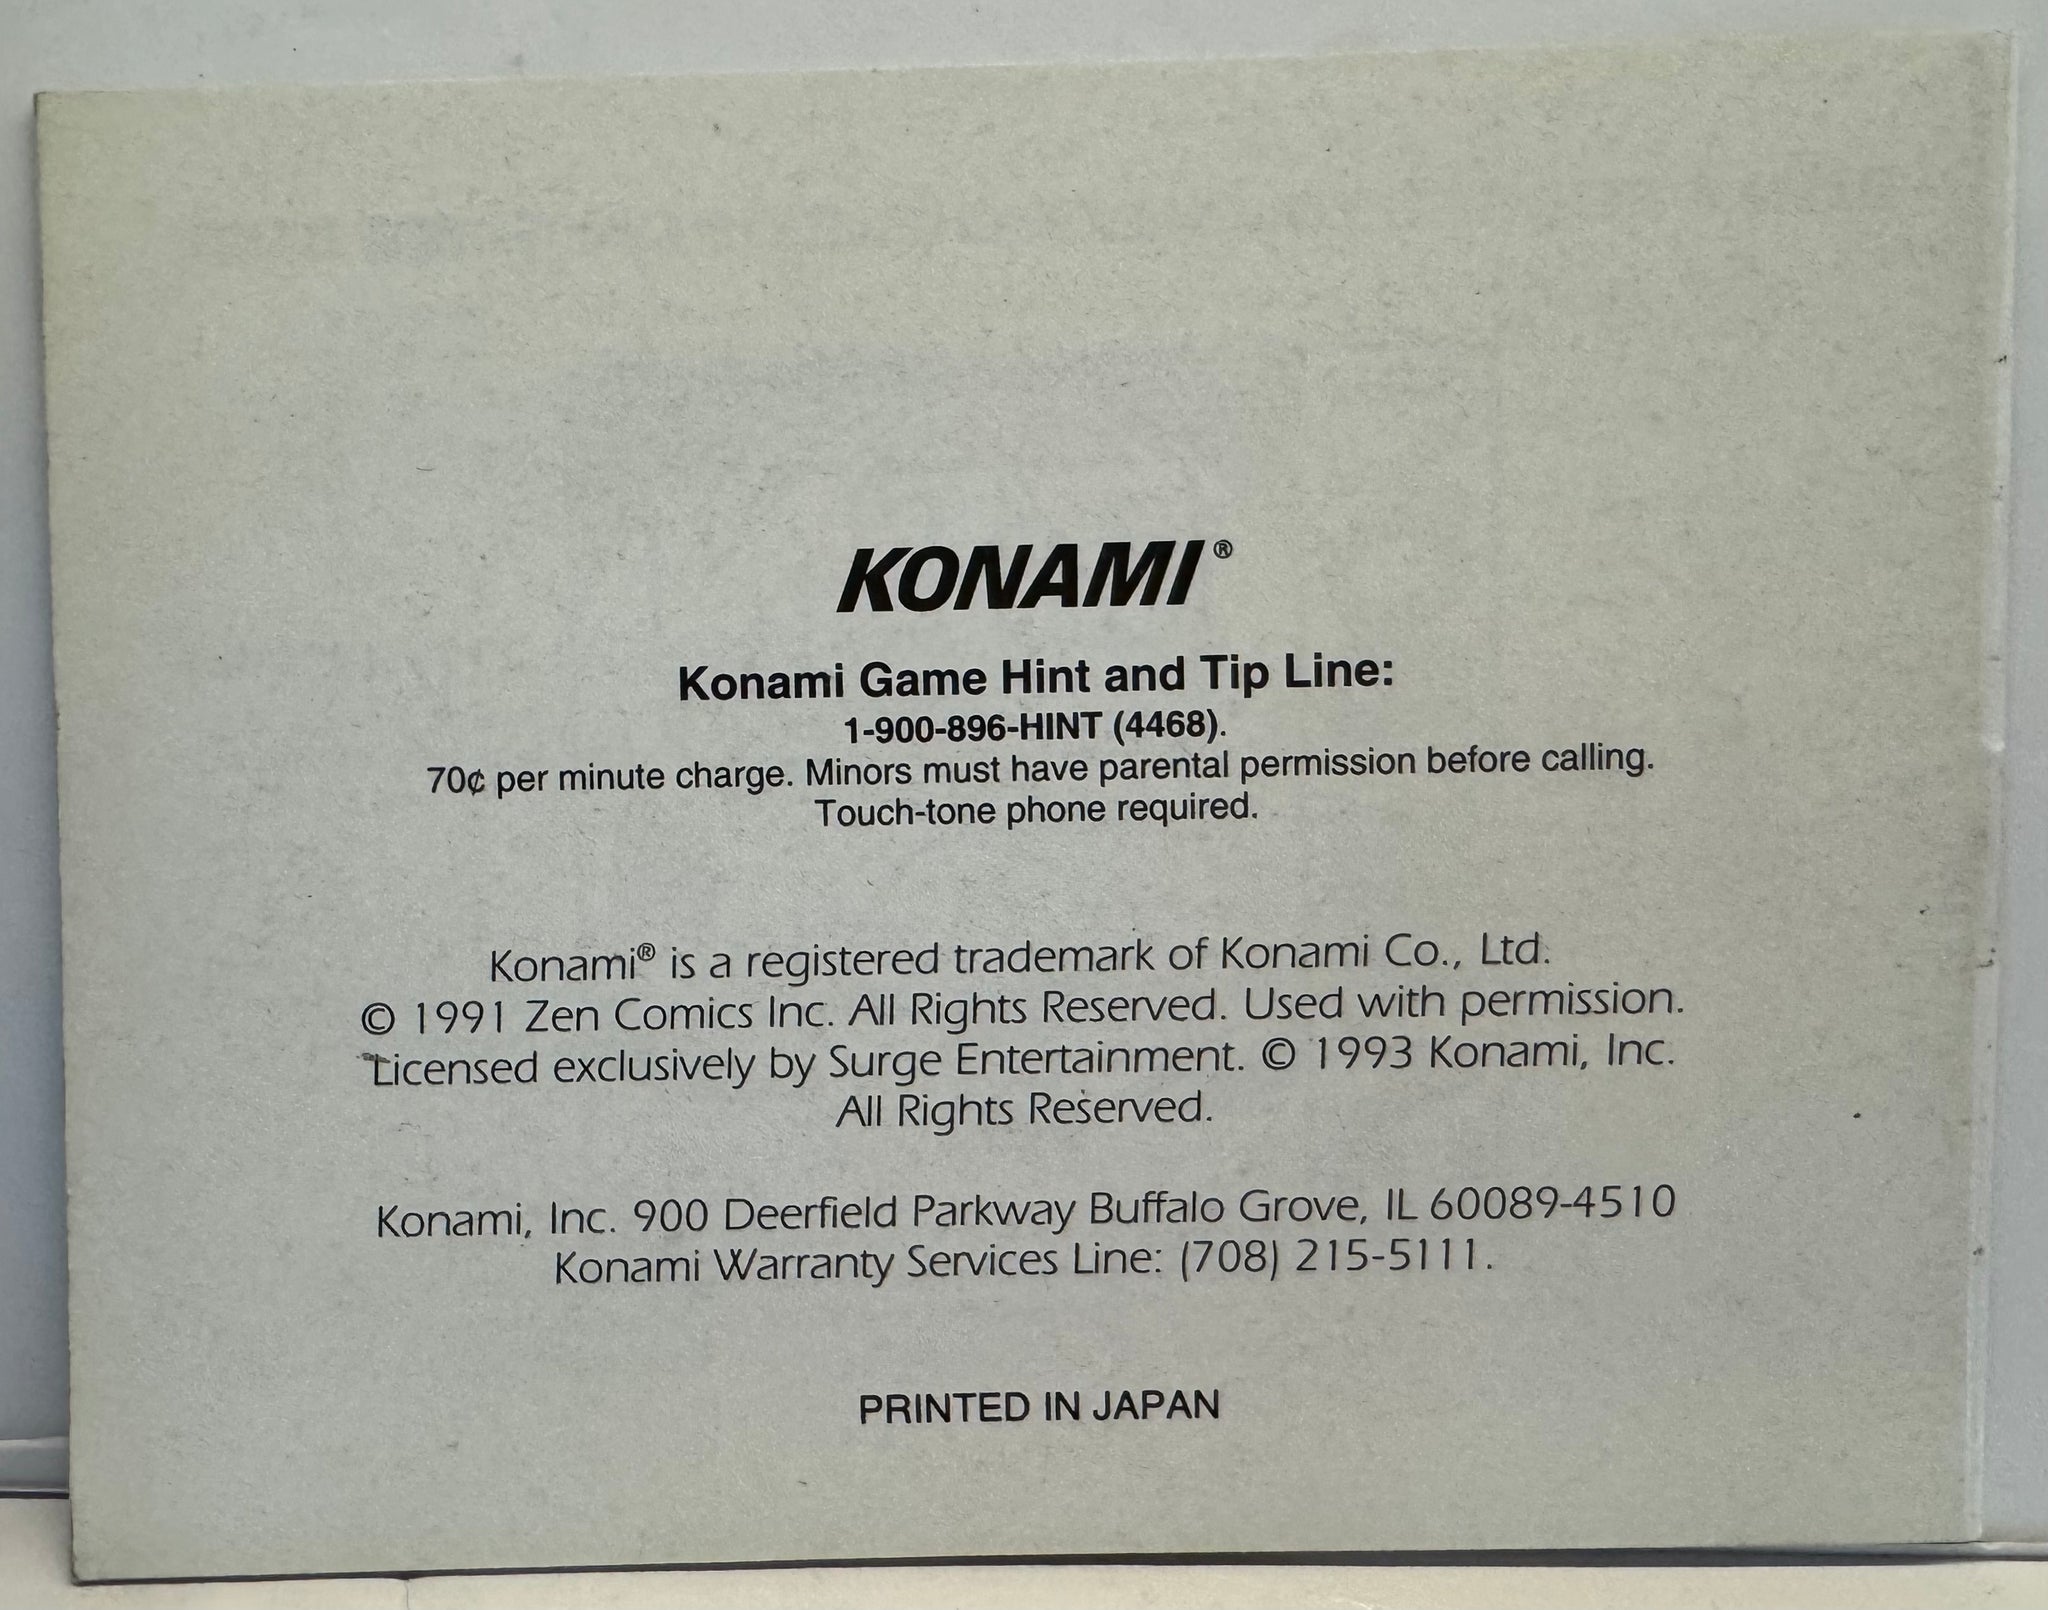 KONAMI®
Konami Game Hint and Tip Line:
1-900-896-HINT (4468).
70¢ per minute charge. Minors must have parental permission before calling.
Touch-tone phone required.
Konami® is a registered trademark of Konami Co., Ltd.
© 1991 Zen Comics Inc. All Rights Reserved. Used with permission.
Licensed exclusively by Surge Entertainment. © 1993 Konami, Inc.
All Rights Reserved.
Konami, Inc. 900 Deerfield Parkway Buffalo Grove, IL 60089-4510
Konami Warranty Services Line: (708) 215-5111.
PRINTED IN JAPAN